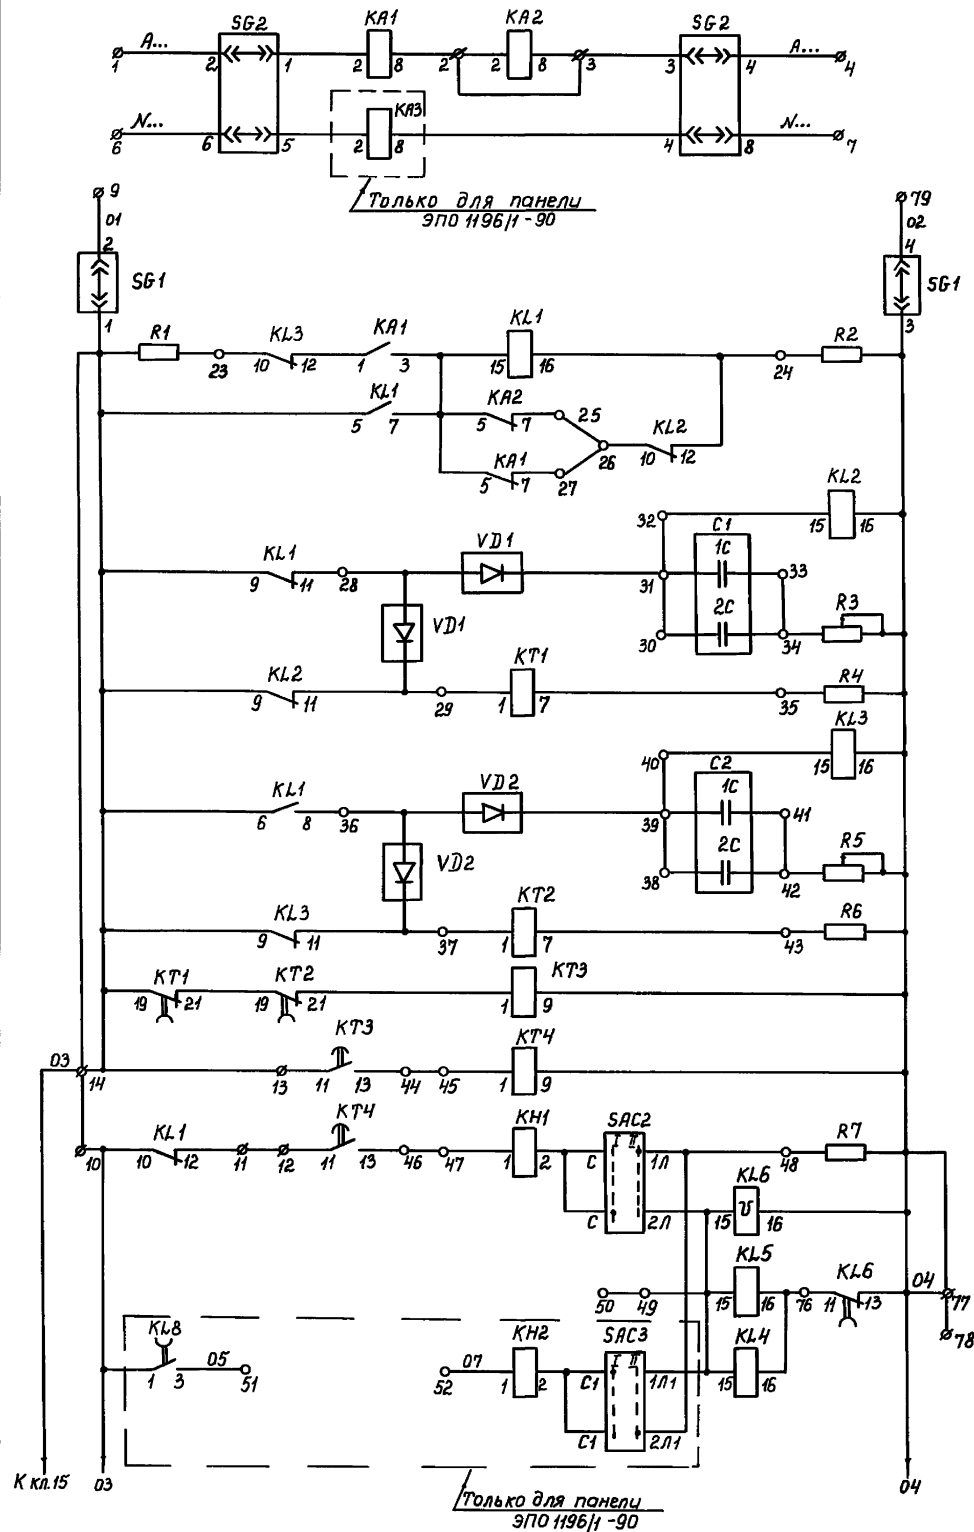 SG2 KA1 KA2 SG2
A... A...
1 2 1 2 8 2 2 8 3 3 4 4
N... KA3 N...
6 6 5 2 8 4 8 7
Только для панели
ЭПО 1196/1-90
9 79
01 02
2 4
SG1 SG1
1 3
R1 KL3 KA1 KL1 R2
23 10 12 1 3 15 16 24
KL1 KA2 25 KL2
5 7 5 7 26 10 12
KA1
5 7 27
KL2
32 C1 15 16
KL1 VD1 1C 33
9 11 28 31
VD1 2C R3
30 34
KL2 KT1 R4
9 11 29 1 7 35
KL3
40 C2 15 16
KL1 VD2 1C 41
6 8 36 39
VD2 2C R5
38 42
KL3 KT2 R6
9 11 37 1 7 43
KT1 KT2 KT3
19 21 19 21 1 9
03 KT3 KT4
14 13 11 13 44 45 1 9
KL1 KT4 KH1 SAC2 R7
I II
10 10 12 11 12 11 13 46 47 1 2 C 1Л 48
KL6
C 2Л 15 υ 16
KL5 KL6 04
50 49 15 16 76 11 13 77
78
KL8 KH2 SAC3 KL4
I II
1 3 05 51 52 07 1 2 C1 1Л1 15 16
C1 2Л1
К кл.15 03 04
Только для панели
ЭПО 1196/1-90